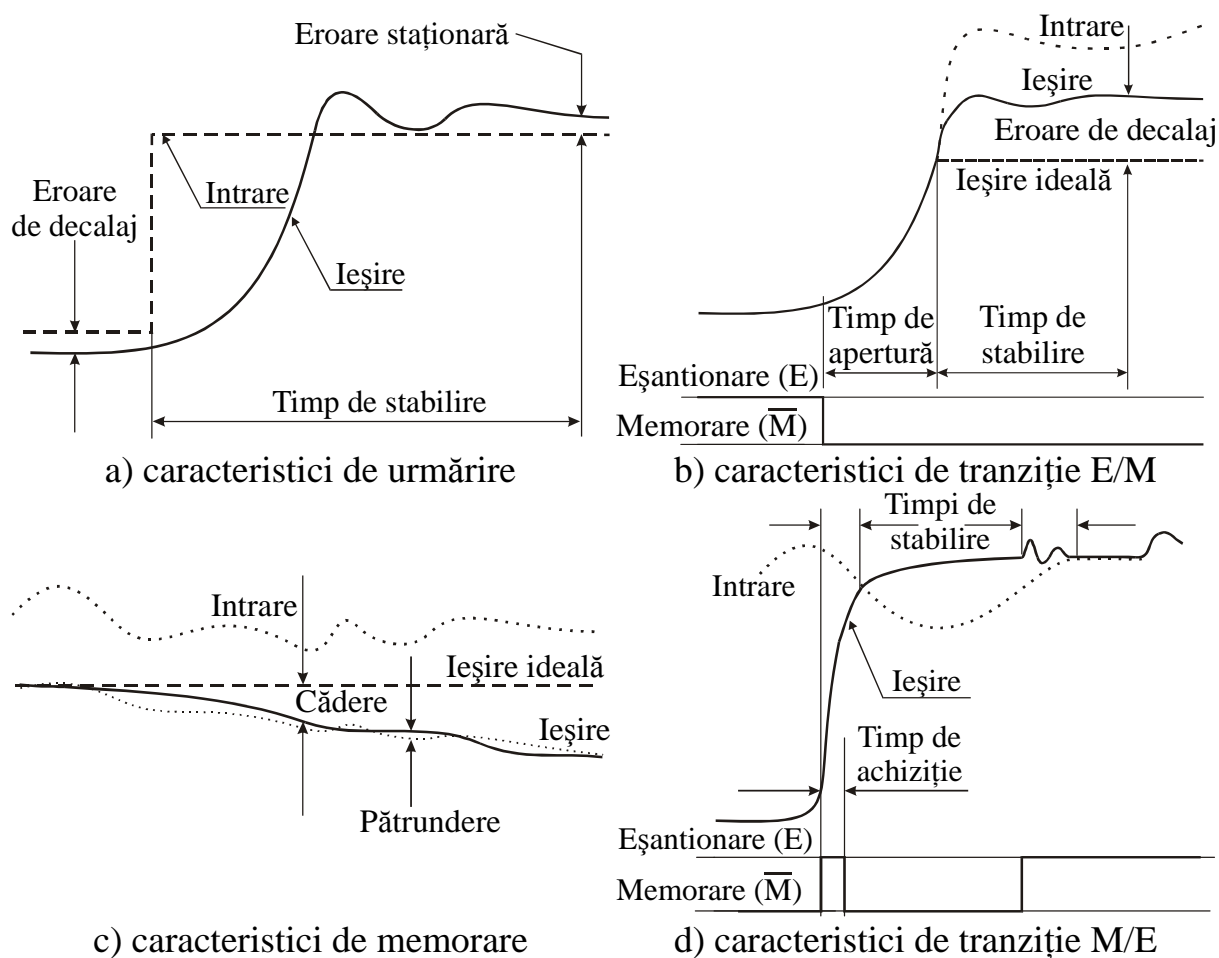 Eroare staționară
Eroare
de decalaj
Intrare
Ieşire
Timp de stabilire
a) caracteristici de urmărire
Intrare
Ieşire
Eroare de decalaj
Ieşire ideală
Timp de
apertură
Timp de
stabilire
Eşantionare (E)
Memorare (M̅)
b) caracteristici de tranziție E/M
Intrare
Ieşire ideală
Cădere
Ieşire
Pătrundere
c) caracteristici de memorare
Timpi de
stabilire
Intrare
Ieşire
Timp de
achiziție
Eşantionare (E)
Memorare (M̅)
d) caracteristici de tranziție M/E